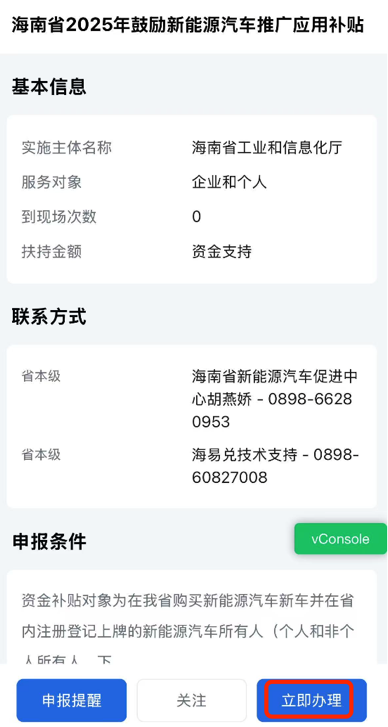 海南省2025年鼓励新能源汽车推广应用补贴
基本信息
实施主体名称 海南省工业和信息化厅
服务对象 企业和个人
到现场次数 0
扶持金额 资金支持
联系方式
省本级 海南省新能源汽车促进中
心胡燕娇 - 0898-6628
0953
省本级 海易兑技术支持 - 0898-
60827008
申报条件
vConsole
资金补贴对象为在我省购买新能源汽车新车并在省
内注册登记上牌的新能源汽车所有人（个人和非个
人所有人，下
申报提醒 关注 立即办理